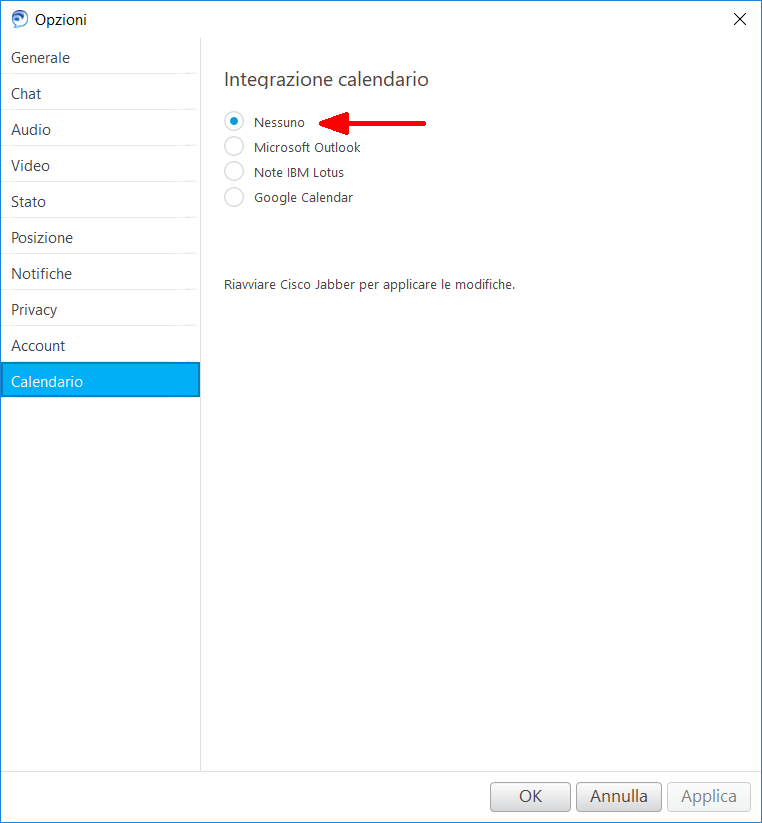 Opzioni
Generale
Chat
Audio
Video
Stato
Posizione
Notifiche
Privacy
Account
Calendario
Integrazione calendario
Nessuno
Microsoft Outlook
Note IBM Lotus
Google Calendar
Riavviare Cisco Jabber per applicare le modifiche.
OK
Annulla
Applica